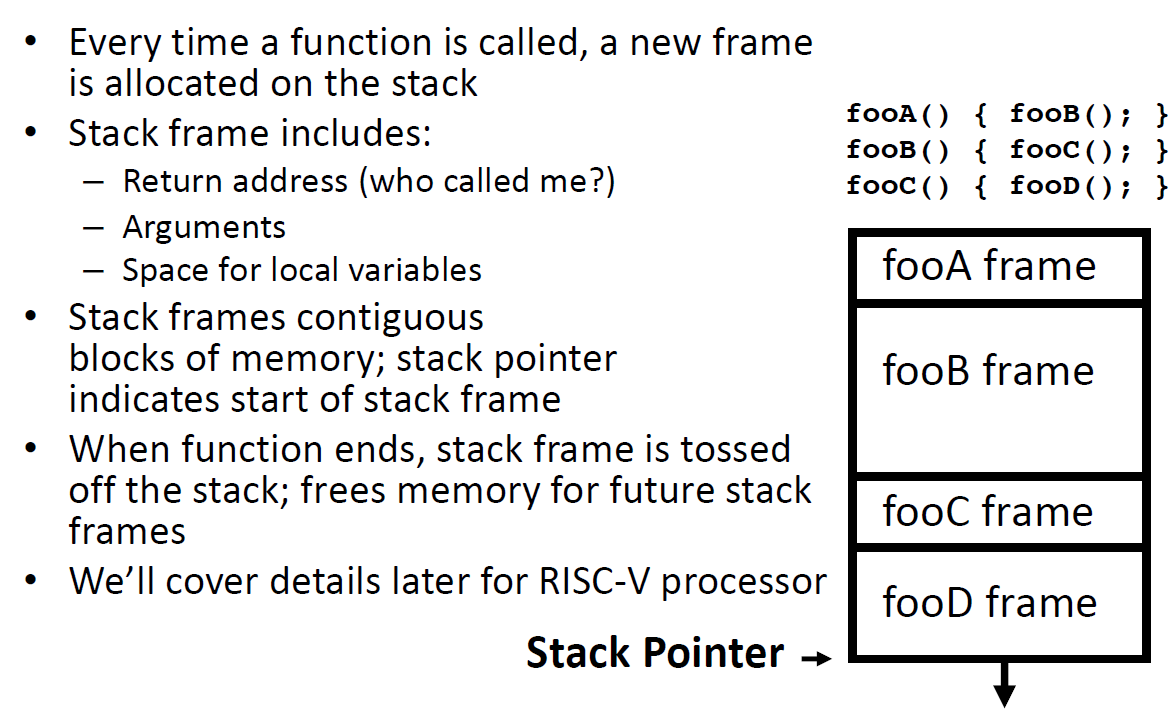 • Every time a function is called, a new frame
is allocated on the stack
• Stack frame includes:
– Return address (who called me?)
– Arguments
– Space for local variables
• Stack frames contiguous
blocks of memory; stack pointer
indicates start of stack frame
• When function ends, stack frame is tossed
off the stack; frees memory for future stack
frames
• We’ll cover details later for RISC-V processor
fooA() { fooB(); }
fooB() { fooC(); }
fooC() { fooD(); }
fooA frame
fooB frame
fooC frame
fooD frame
Stack Pointer